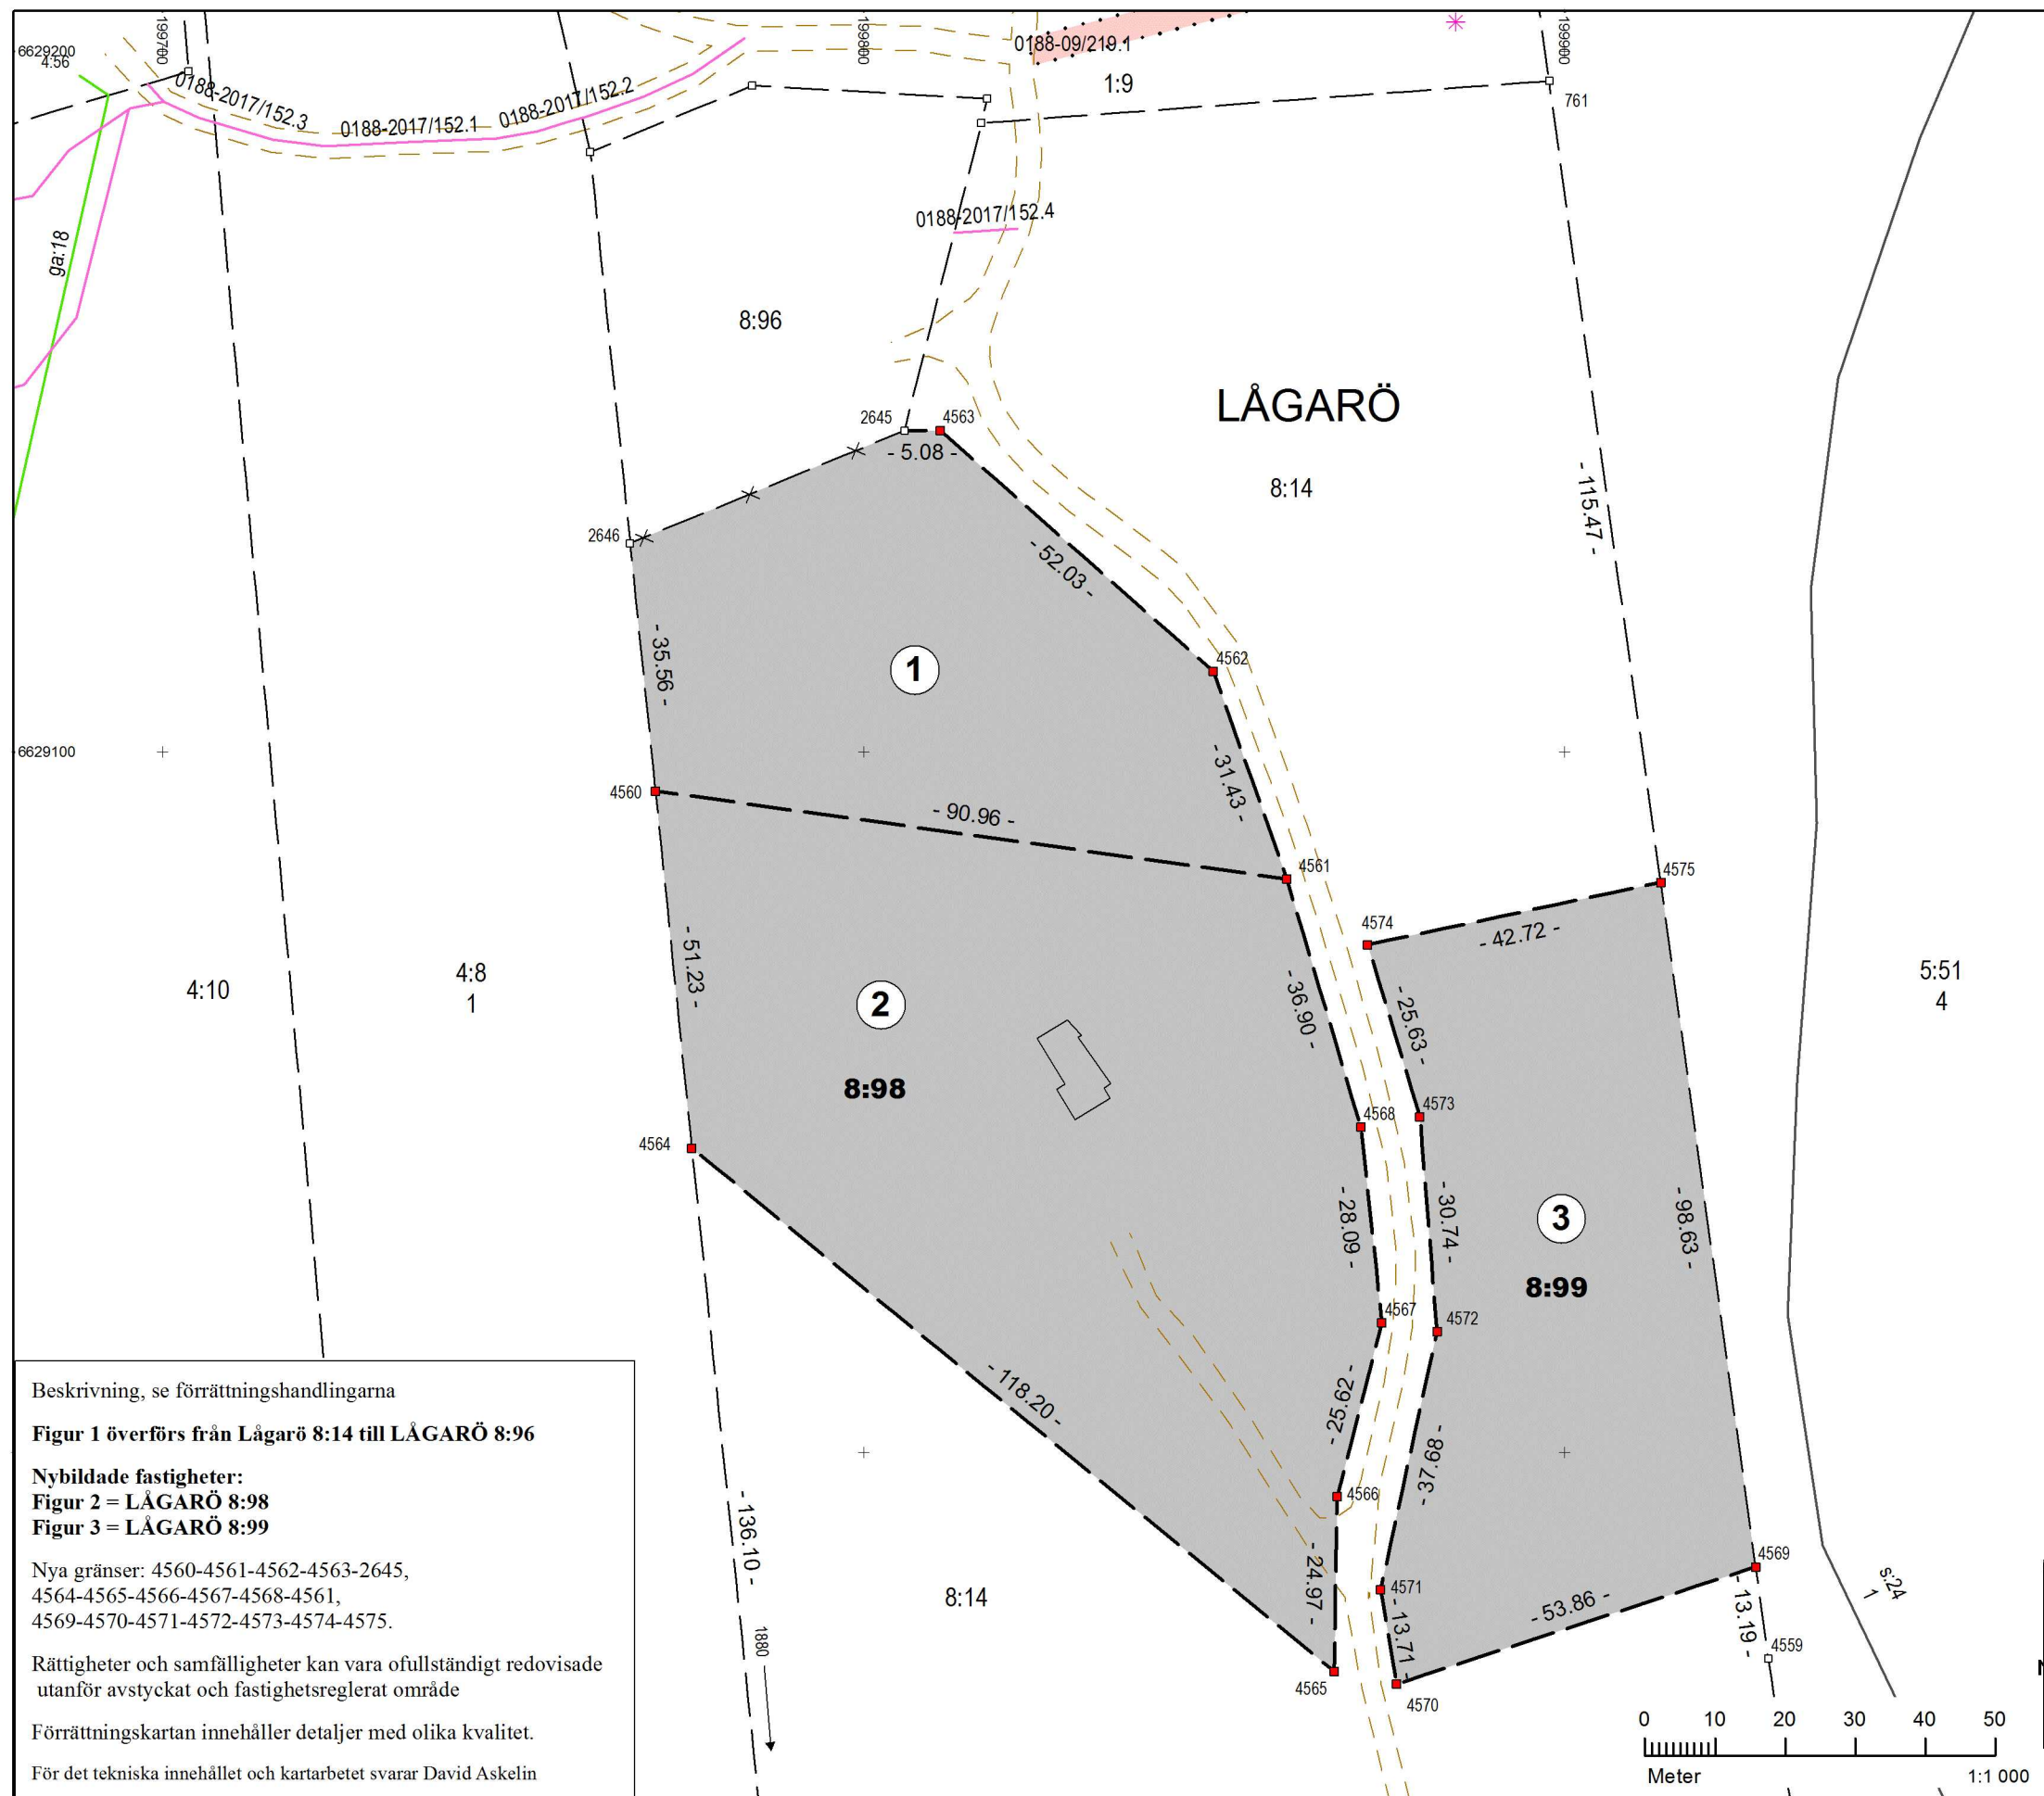 199700
199800
199900
6629200
4:56
0188-09/219.1
1:9
761
0188-2017/152.3
0188-2017/152.1
0188-2017/152.2
0188-2017/152.4
ga:18
8:96
LÅGARÖ
8:14
2645
4563
- 5.08 -
2646
- 52.03 -
- 115.47 -
- 35.56 -
1
4562
6629100
- 31.43 -
4560
- 90.96 -
4561
4575
4574
- 42.72 -
4:10
4:8
1
- 51.23 -
2
- 36.90 -
- 25.63 -
5:51
4
8:98
4568
4573
4564
- 28.09 -
- 30.74 -
3
- 98.63 -
8:99
4567
4572
- 118.20 -
- 25.62 -
- 37.68 -
4566
- 136.10 -
- 24.97 -
4569
4571
- 53.86 -
- 13.19 -
s:24
1
8:14
- 13.71 -
1880
4559
4565
4570
N
Beskrivning, se förrättningshandlingarna
Figur 1 överförs från Lågarö 8:14 till LÅGARÖ 8:96
Nybildade fastigheter:
Figur 2 = LÅGARÖ 8:98
Figur 3 = LÅGARÖ 8:99
Nya gränser: 4560-4561-4562-4563-2645,
4564-4565-4566-4567-4568-4561,
4569-4570-4571-4572-4573-4574-4575.
Rättigheter och samfälligheter kan vara ofullständigt redovisade
utanför avstyckat och fastighetsreglerat område
Förrättningskartan innehåller detaljer med olika kvalitet.
För det tekniska innehållet och kartarbetet svarar David Askelin
0 10 20 30 40 50
Meter 1:1 000